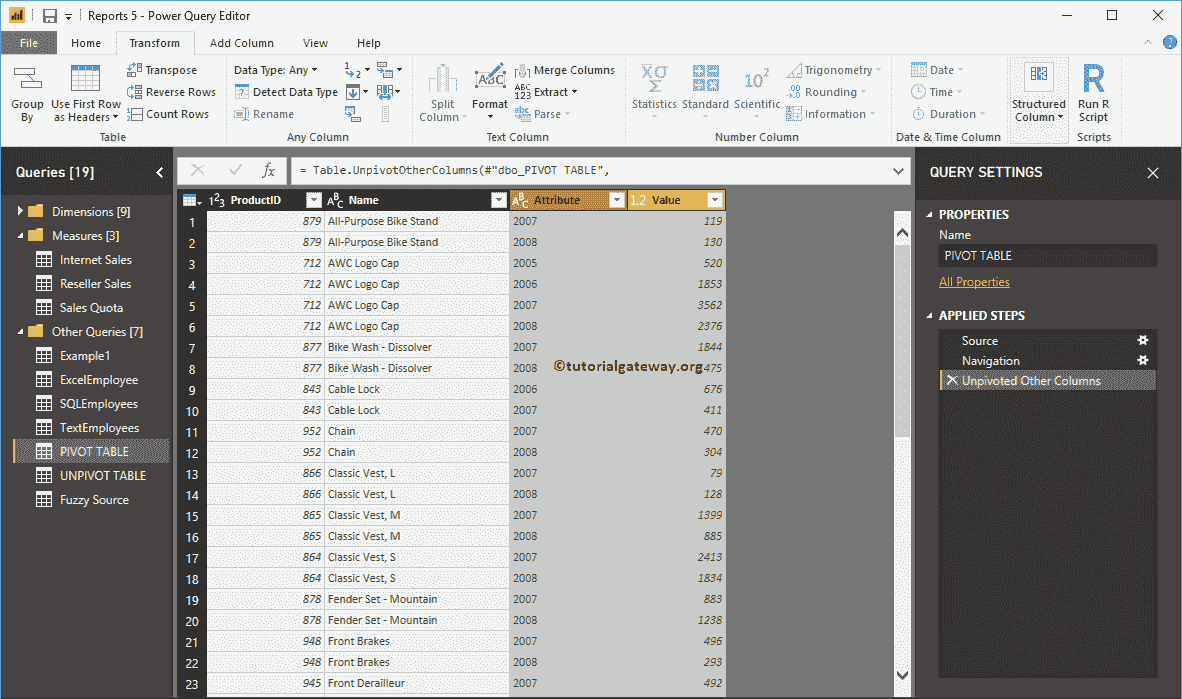 Reports 5 - Power Query Editor
File Home Transform Add Column View Help
Group By
Use First Row as Headers
Transpose
Reverse Rows
Count Rows
Table
Data Type: Any
Detect Data Type
Rename
Any Column
Split Column
Format
Merge Columns
Extract
Parse
Text Column
Statistics
Standard
Scientific
Trigonometry
Rounding
Information
Number Column
Date
Time
Duration
Date & Time Column
Structured Column
Run R Script
Scripts
Queries [19]
Dimensions [9]
Measures [3]
Internet Sales
Reseller Sales
Sales Quota
Other Queries [7]
Example1
ExcelEmployee
SQLEmployees
TextEmployees
PIVOT TABLE
UNPIVOT TABLE
Fuzzy Source
= Table.UnpivotOtherColumns(#"dbo_PIVOT TABLE",
ProductID Name Attribute Value
1 879 All-Purpose Bike Stand 2007 119
2 879 All-Purpose Bike Stand 2008 130
3 712 AWC Logo Cap 2005 520
4 712 AWC Logo Cap 2006 1853
5 712 AWC Logo Cap 2007 3562
6 712 AWC Logo Cap 2008 2376
7 877 Bike Wash - Dissolver 2007 1844
8 877 Bike Wash - Dissolver 2008 475
©tutorialgateway.org
9 843 Cable Lock 2006 676
10 843 Cable Lock 2007 411
11 952 Chain 2007 470
12 952 Chain 2008 304
13 866 Classic Vest, L 2007 79
14 866 Classic Vest, L 2008 128
15 865 Classic Vest, M 2007 1399
16 865 Classic Vest, M 2008 885
17 864 Classic Vest, S 2007 2413
18 864 Classic Vest, S 2008 1834
19 878 Fender Set - Mountain 2007 883
20 878 Fender Set - Mountain 2008 1238
21 948 Front Brakes 2007 496
22 948 Front Brakes 2008 293
23 945 Front Derailleur 2007 492
QUERY SETTINGS
PROPERTIES
Name
PIVOT TABLE
All Properties
APPLIED STEPS
Source
Navigation
Unpivoted Other Columns